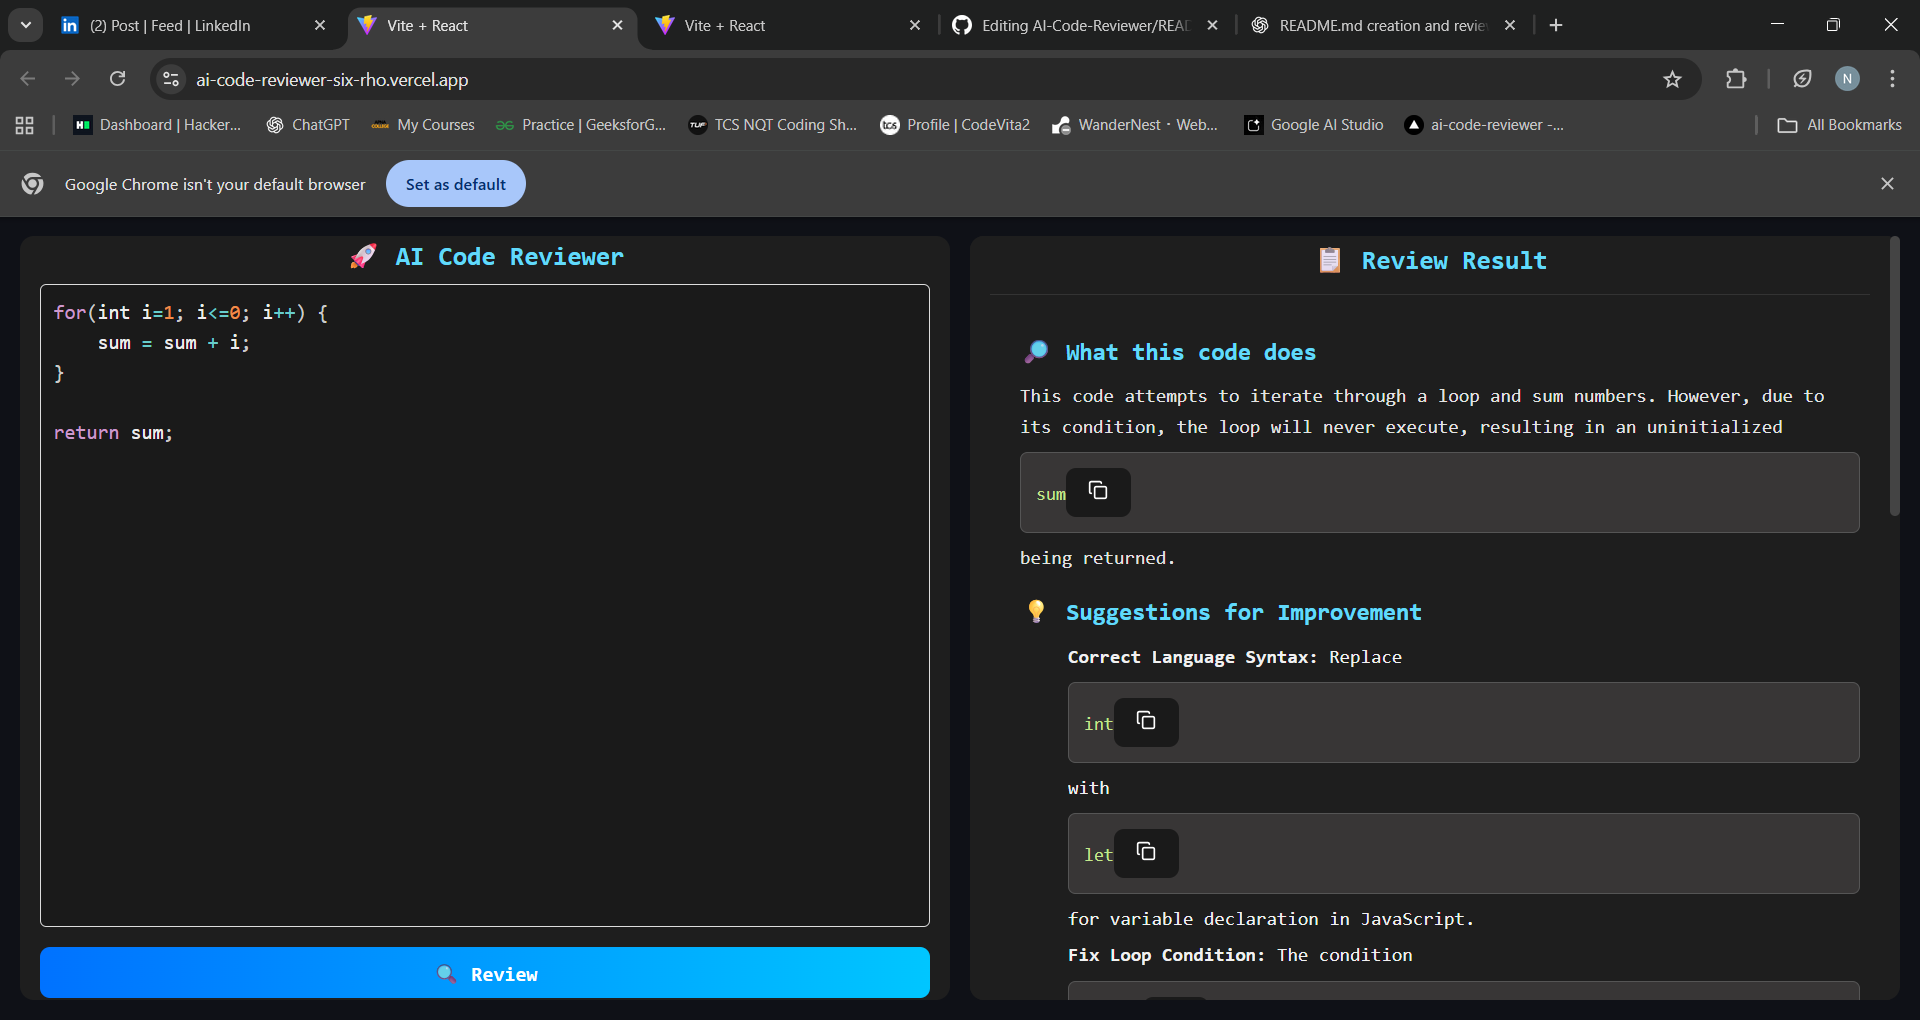 (2) Post | Feed | LinkedIn
Vite + React
Vite + React
Editing AI-Code-Reviewer/READ
README.md creation and revie
ai-code-reviewer-six-rho.vercel.app
N
Dashboard | Hacker...
ChatGPT
My Courses
Practice | GeeksforG...
TCS NQT Coding Sh...
Profile | CodeVita2
WanderNest · Web...
Google AI Studio
ai-code-reviewer -...
All Bookmarks
Google Chrome isn't your default browser
Set as default
🚀 AI Code Reviewer
for(int i=1; i<=0; i++) {
    sum = sum + i;
}
return sum;
🔍 Review
📋 Review Result
🔎 What this code does
This code attempts to iterate through a loop and sum numbers. However, due to
its condition, the loop will never execute, resulting in an uninitialized
sum
being returned.
💡 Suggestions for Improvement
Correct Language Syntax: Replace
int
with
let
for variable declaration in JavaScript.
Fix Loop Condition: The condition